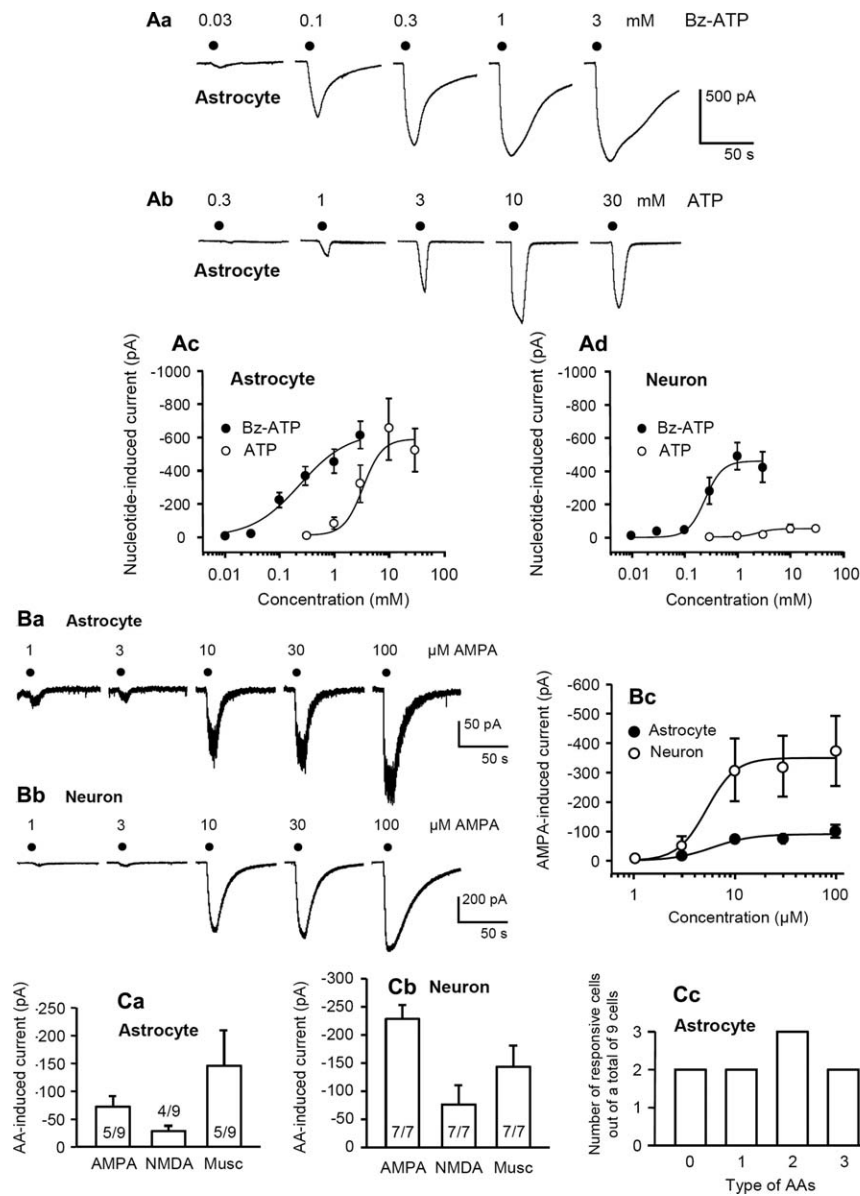 Aa 0.03 0.1 0.3 1 3 mM Bz-ATP
Astrocyte
500 pA
50 s
Ab 0.3 1 3 10 30 mM ATP
Astrocyte
Ac
Nucleotide-induced current (pA)
-1000
-800
-600
-400
-200
0
Astrocyte
Bz-ATP
ATP
0.01 0.1 1 10 100
Concentration (mM)
Ad
Nucleotide-induced current (pA)
-1000
-800
-600
-400
-200
0
Neuron
Bz-ATP
ATP
0.01 0.1 1 10 100
Concentration (mM)
Ba Astrocyte
1 3 10 30 100 µM AMPA
50 pA
50 s
Bb Neuron
1 3 10 30 100 µM AMPA
200 pA
50 s
Bc
AMPA-induced current (pA)
-600
-500
-400
-300
-200
-100
0
Astrocyte
Neuron
1 10 100
Concentration (µM)
Ca
Astrocyte
AA-induced current (pA)
-250
-200
-150
-100
-50
0
5/9 4/9 5/9
AMPA NMDA Musc
Cb Neuron
AA-induced current (pA)
-300
-250
-200
-150
-100
-50
0
7/7 7/7 7/7
AMPA NMDA Musc
Cc
Astrocyte
Number of responsive cells
out of a total of 9 cells
3
2
2
0
0 1 2 3
Type of AAs